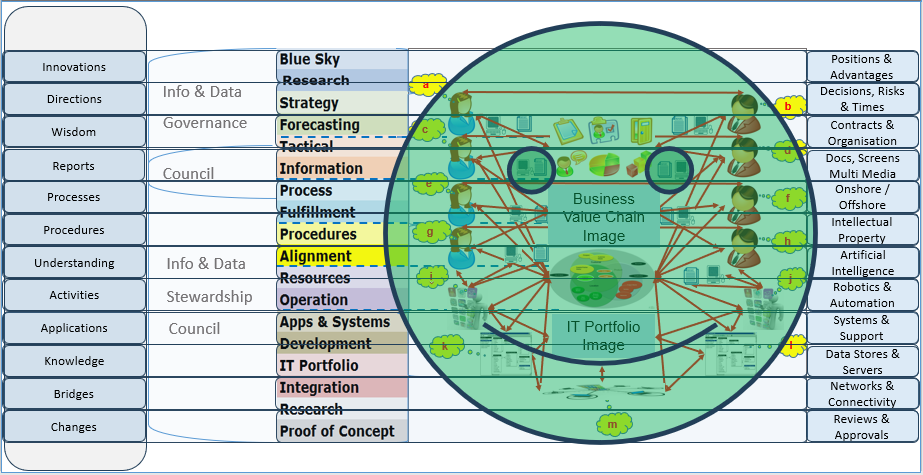 Innovations
Directions
Wisdom
Reports
Processes
Procedures
Understanding
Activities
Applications
Knowledge
Bridges
Changes
Info & Data
Governance
Council
Info & Data
Stewardship
Council
Blue Sky
Research
Strategy
Forecasting
Tactical
Information
Process
Fulfillment
Procedures
Alignment
Resources
Operation
Apps & Systems
Development
IT Portfolio
Integration
Research
Proof of Concept
a
b
c
d
e
f
g
h
i
j
k
l
m
Business
Value Chain
Image
IT Portfolio
Image
Positions &
Advantages
Decisions, Risks
& Times
Contracts &
Organisation
Docs, Screens
Multi Media
Onshore /
Offshore
Intellectual
Property
Artificial
Intelligence
Robotics &
Automation
Systems &
Support
Data Stores &
Servers
Networks &
Connectivity
Reviews &
Approvals